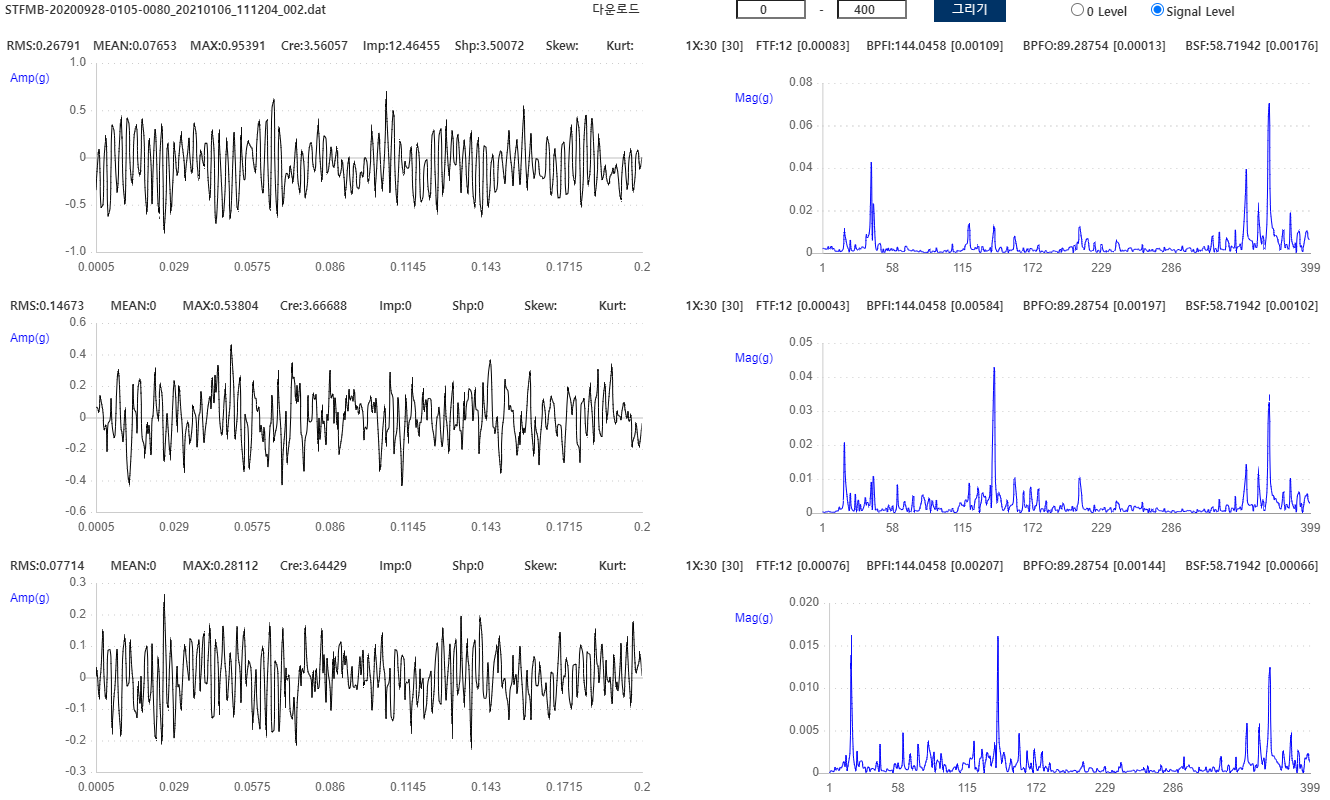 STFMB-20200928-0105-0080_20210106_111204_002.dat 다운로드 0 - 400 그리기 0 Level Signal Level
RMS:0.26791 MEAN:0.07653 MAX:0.95391 Cre:3.56057 Imp:12.46455 Shp:3.50072 Skew: Kurt:
Amp(g)
1.0
0.5
0
-0.5
-1.0
0.0005 0.029 0.0575 0.086 0.1145 0.143 0.1715 0.2
1X:30 [30] FTF:12 [0.00083] BPFI:144.0458 [0.00109] BPFO:89.28754 [0.00013] BSF:58.71942 [0.00176]
Mag(g)
0.08
0.06
0.04
0.02
0
1 58 115 172 229 286 399
RMS:0.14673 MEAN:0 MAX:0.53804 Cre:3.66688 Imp:0 Shp:0 Skew: Kurt:
Amp(g)
0.6
0.4
0.2
0
-0.2
-0.4
-0.6
0.0005 0.029 0.0575 0.086 0.1145 0.143 0.1715 0.2
1X:30 [30] FTF:12 [0.00043] BPFI:144.0458 [0.00584] BPFO:89.28754 [0.00197] BSF:58.71942 [0.00102]
Mag(g)
0.05
0.04
0.03
0.02
0.01
0
1 58 115 172 229 286 399
RMS:0.07714 MEAN:0 MAX:0.28112 Cre:3.64429 Imp:0 Shp:0 Skew: Kurt:
Amp(g)
0.3
0.2
0.1
0
-0.1
-0.2
-0.3
0.0005 0.029 0.0575 0.086 0.1145 0.143 0.1715 0.2
1X:30 [30] FTF:12 [0.00076] BPFI:144.0458 [0.00207] BPFO:89.28754 [0.00144] BSF:58.71942 [0.00066]
Mag(g)
0.020
0.015
0.010
0.005
0
1 58 115 172 229 286 399